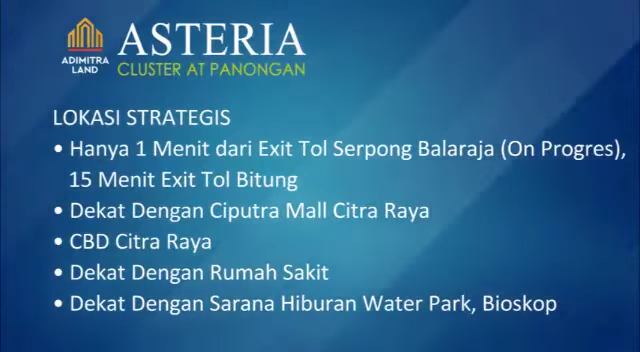 ADIMITRA
LAND
ASTERIA
CLUSTER AT PANONGAN
LOKASI STRATEGIS
• Hanya 1 Menit dari Exit Tol Serpong Balaraja (On Progres),
15 Menit Exit Tol Bitung
• Dekat Dengan Ciputra Mall Citra Raya
• CBD Citra Raya
• Dekat Dengan Rumah Sakit
• Dekat Dengan Sarana Hiburan Water Park, Bioskop